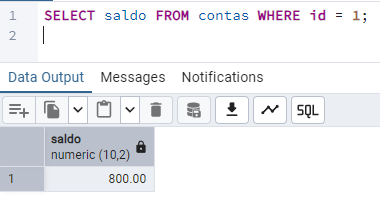 1 SELECT saldo FROM contas WHERE id = 1;
2
Data Output Messages Notifications
SQL
saldo
numeric (10,2)
1 800.00